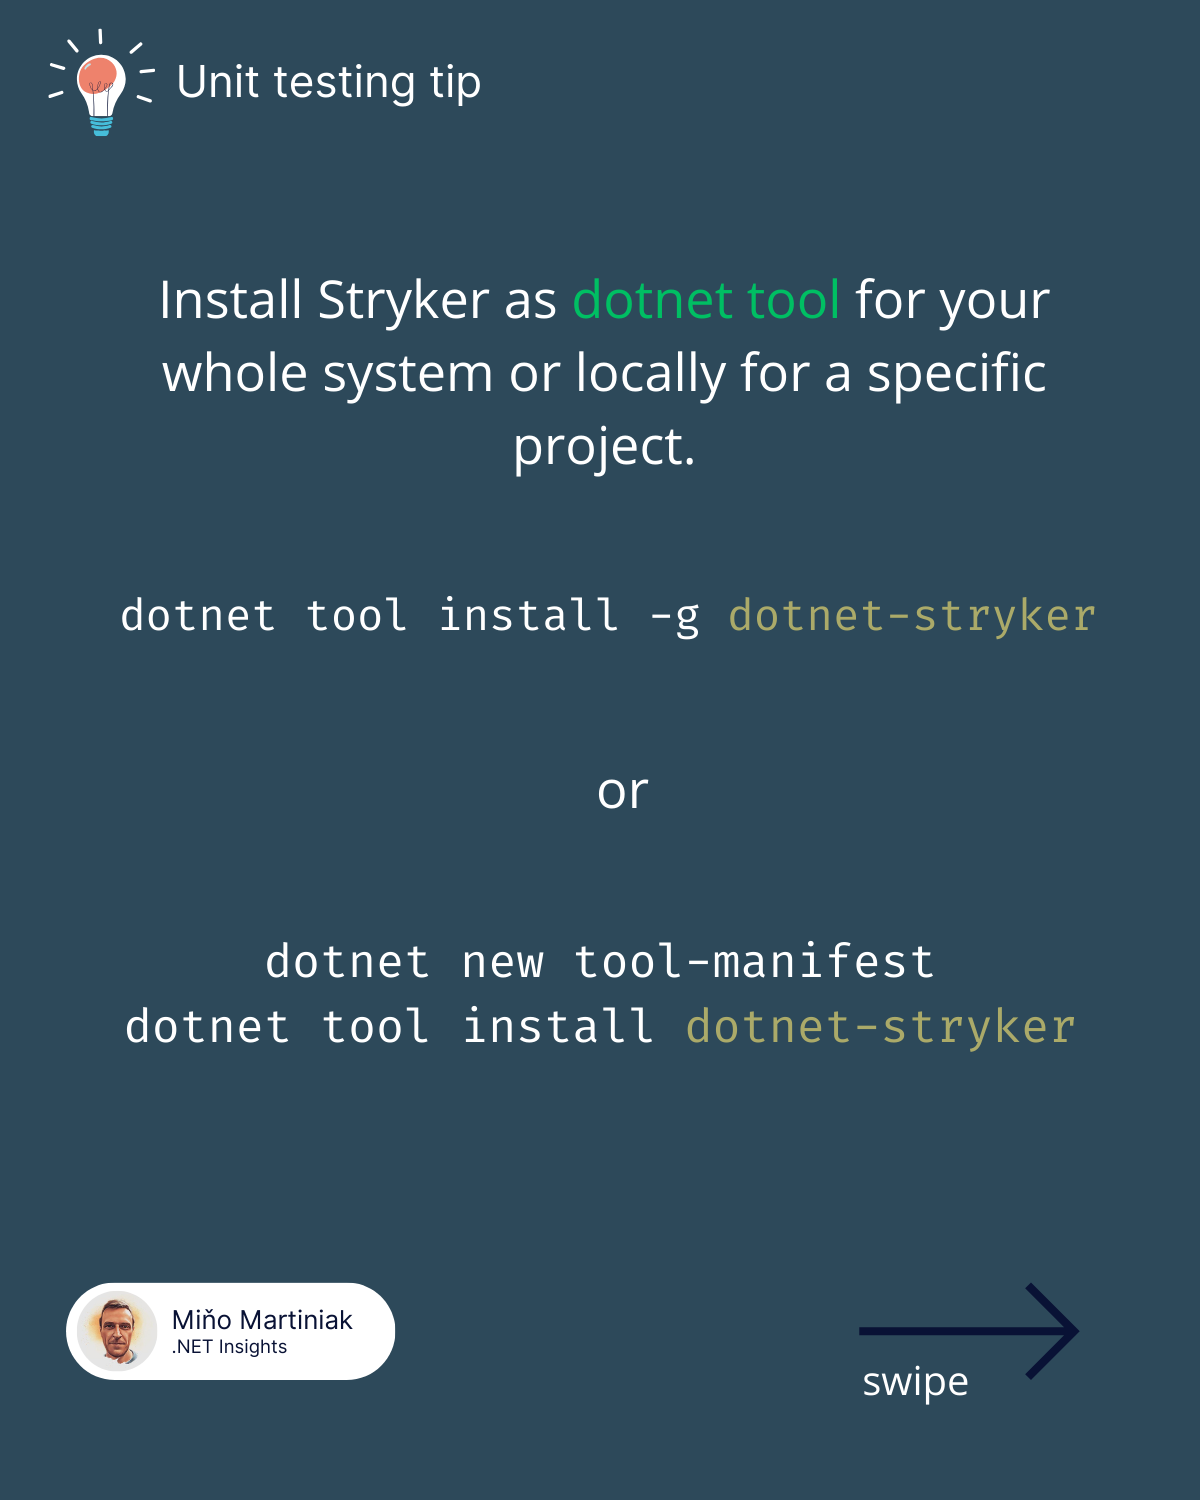 Unit testing tip
Install Stryker as dotnet tool for your
whole system or locally for a specific
project.
dotnet tool install -g dotnet-stryker
or
dotnet new tool-manifest
dotnet tool install dotnet-stryker
Miňo Martiniak
.NET Insights
swipe